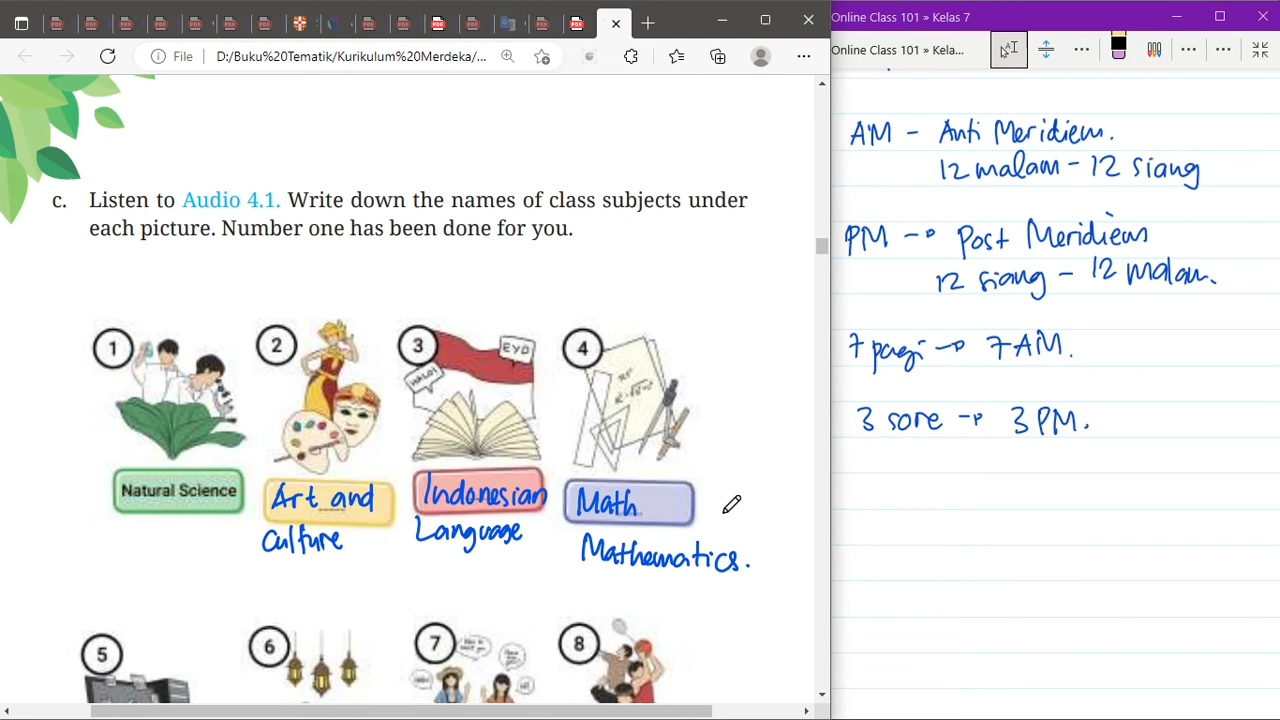 File
D:/Buku%20Tematik/Kurikulum%20Merdeka/...
Online Class 101 » Kelas 7
Online Class 101 » Kela...
c. Listen to Audio 4.1. Write down the names of class subjects under
each picture. Number one has been done for you.
1
2
3
HALO!
EYD
4
Natural Science
Art and
Culture
Indonesian
Language
Math
Mathematics.
5
6
7
8
AM - Anti Meridiem.
12 malam - 12 siang
PM → Post Meridiem
12 siang - 12 malam.
7 pagi → 7 AM.
3 sore → 3 PM.